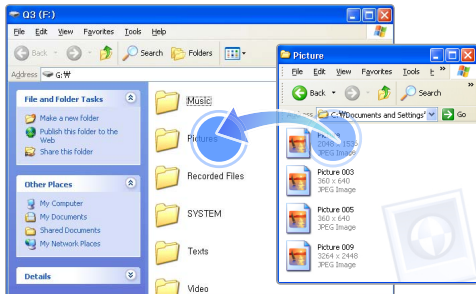 Q3 (F:)
File Edit View Favorites Tools Help
Back Search Folders
Address G:₩
File and Folder Tasks
Make a new folder
Publish this folder to the
Web
Share this folder
Other Places
My Computer
My Documents
Shared Documents
My Network Places
Details
Music
Pictures
Recorded Files
SYSTEM
Texts
Video
Picture
File Edit View Favorites Tools »
Back Search »
Address C:₩Documents and Settings' Go
Picture
2048 x 1536
JPEG Image
Picture 003
360 x 640
JPEG Image
Picture 005
360 x 640
JPEG Image
Picture 009
3264 x 2448
JPEG Image